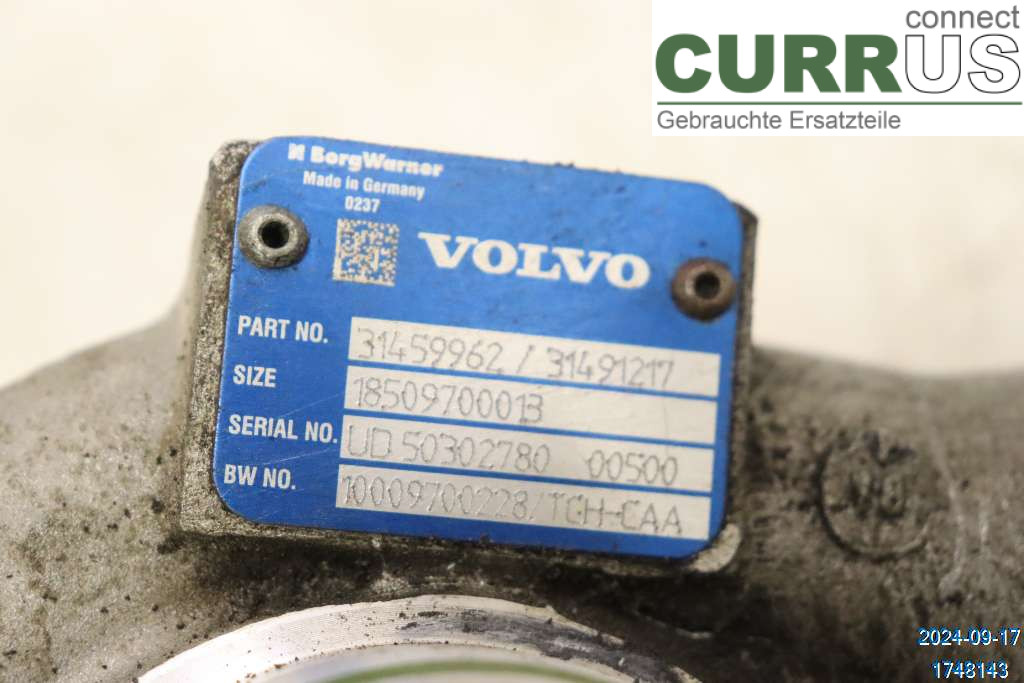 connect
CURRUS
Gebrauchte Ersatzteile
BorgWarner
Made in Germany
0237
VOLVO
PART NO. 31459962 / 31491217
SIZE 18509700013
SERIAL NO. UD 50302780 00500
BW NO. 10009700228/TCH-CAA
2024-09-17
1748143